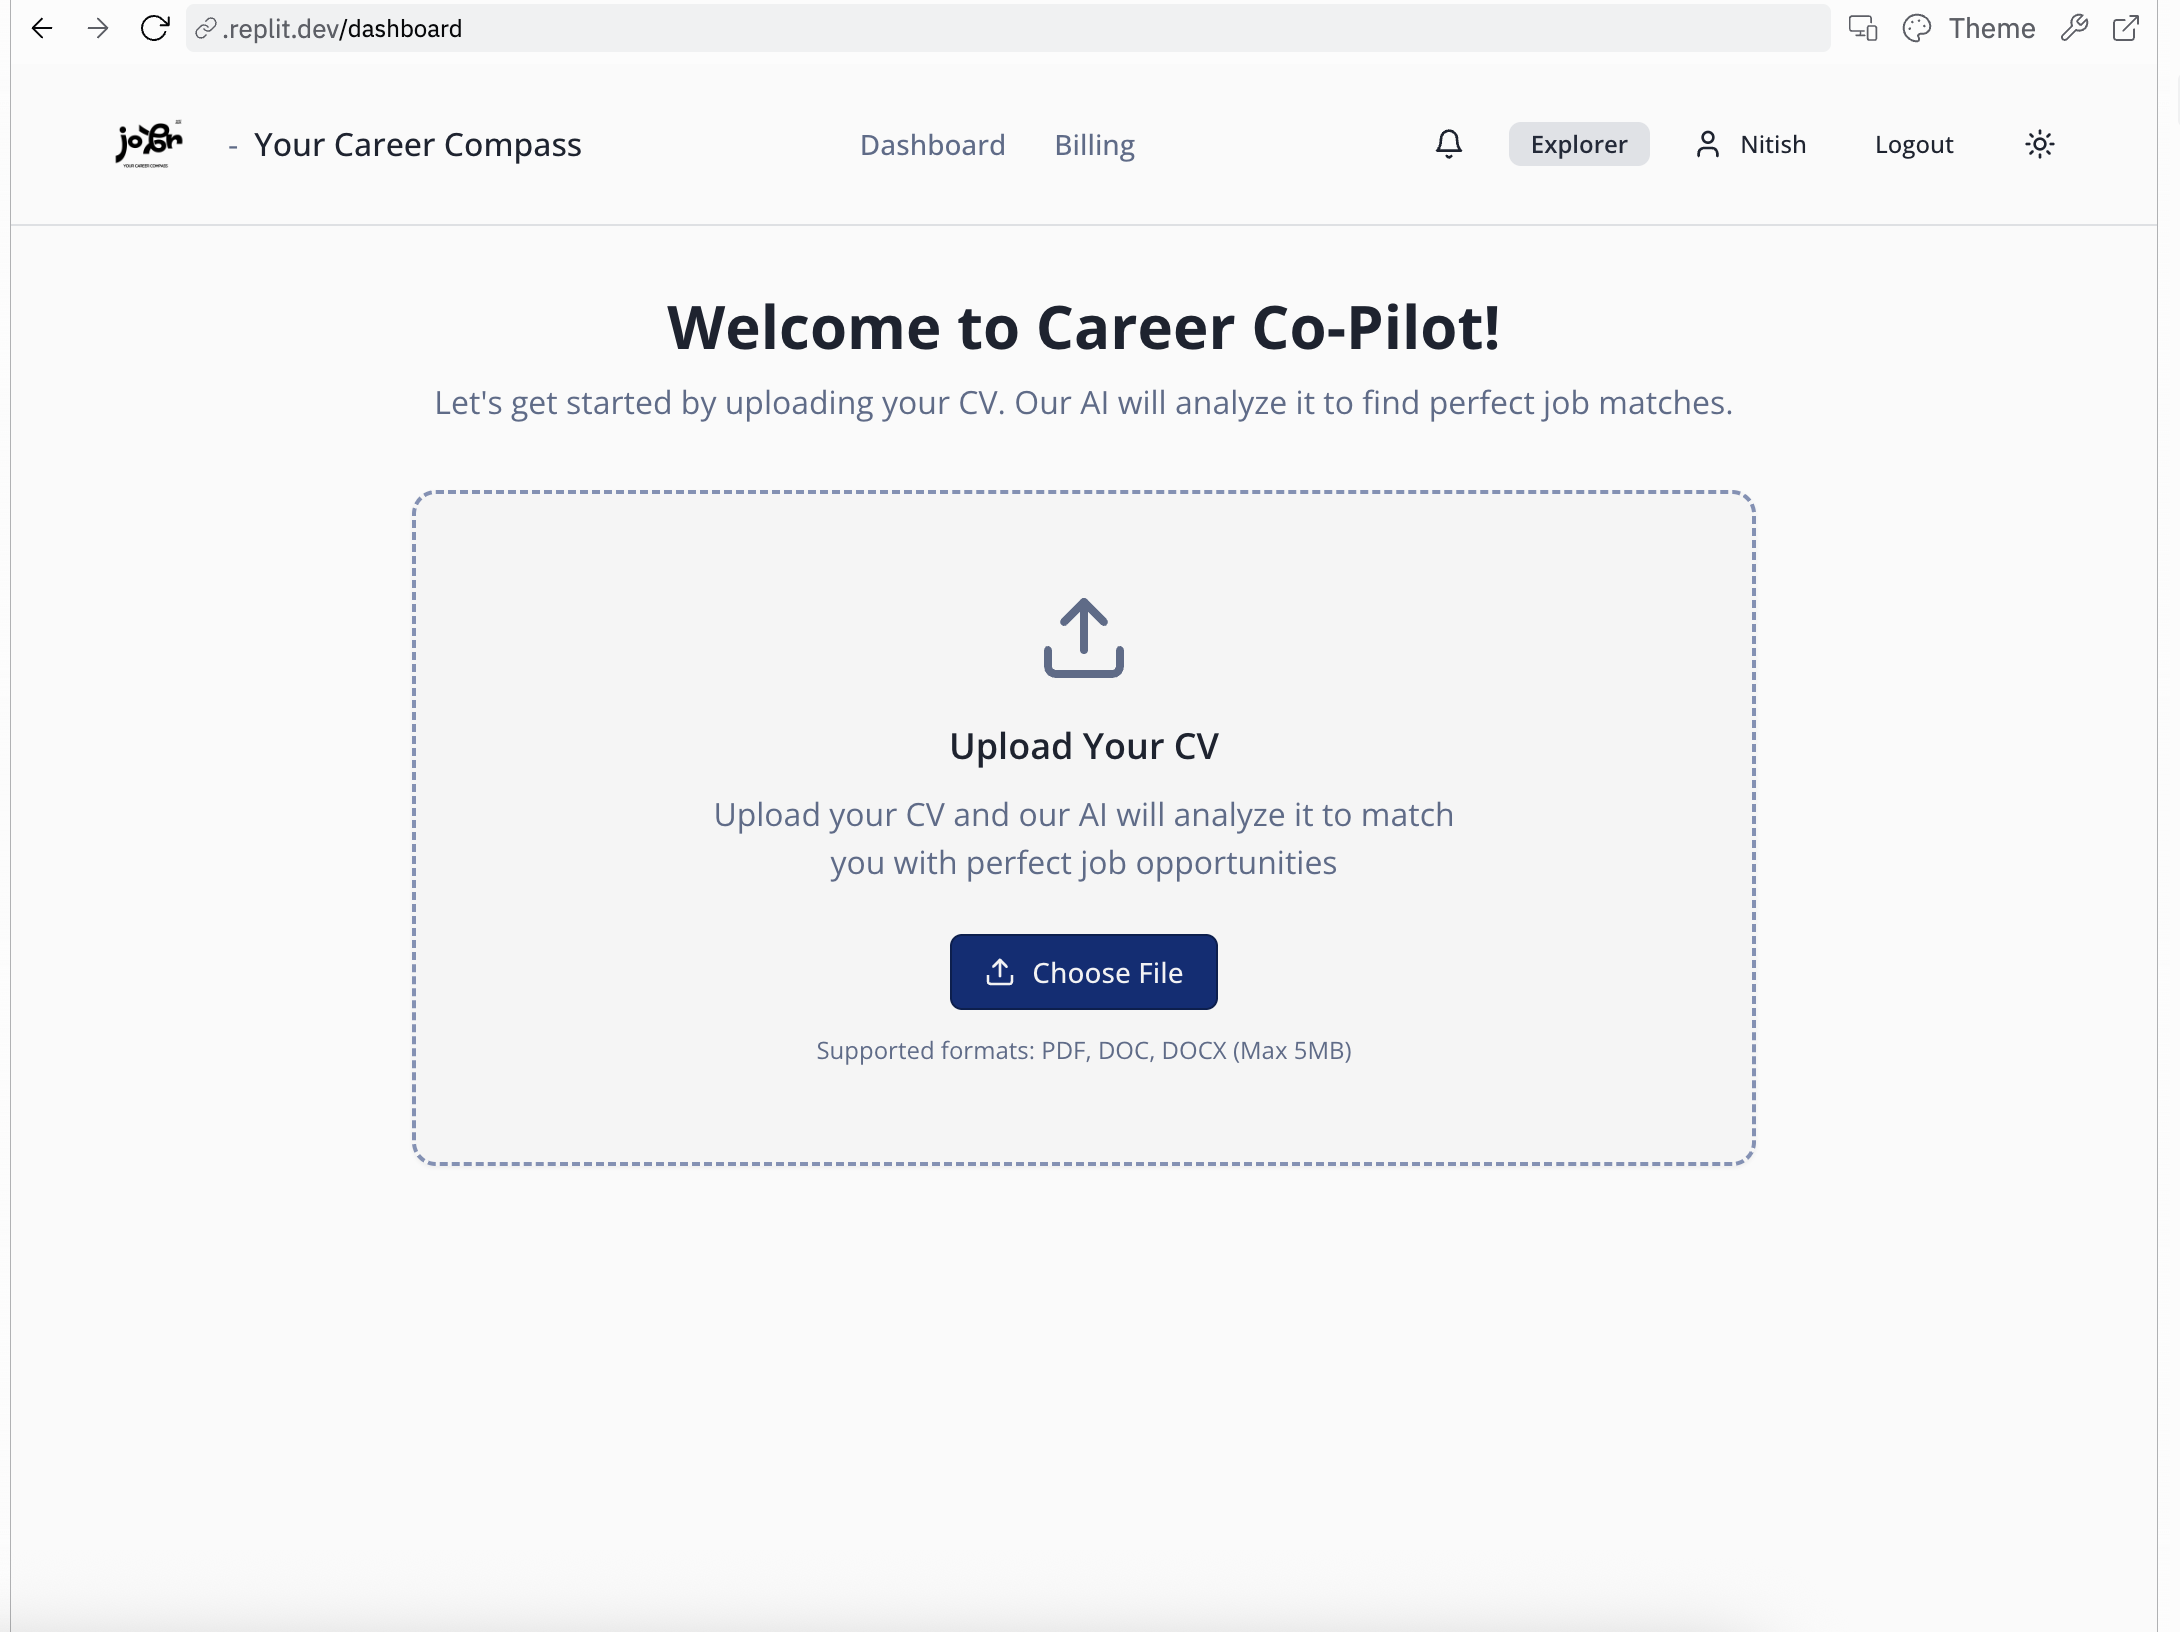 .replit.dev/dashboard
Theme
YOUR CAREER COMPASS
- Your Career Compass
Dashboard
Billing
Explorer
Nitish
Logout
Welcome to Career Co-Pilot!
Let's get started by uploading your CV. Our AI will analyze it to find perfect job matches.
Upload Your CV
Upload your CV and our AI will analyze it to match
you with perfect job opportunities
Choose File
Supported formats: PDF, DOC, DOCX (Max 5MB)